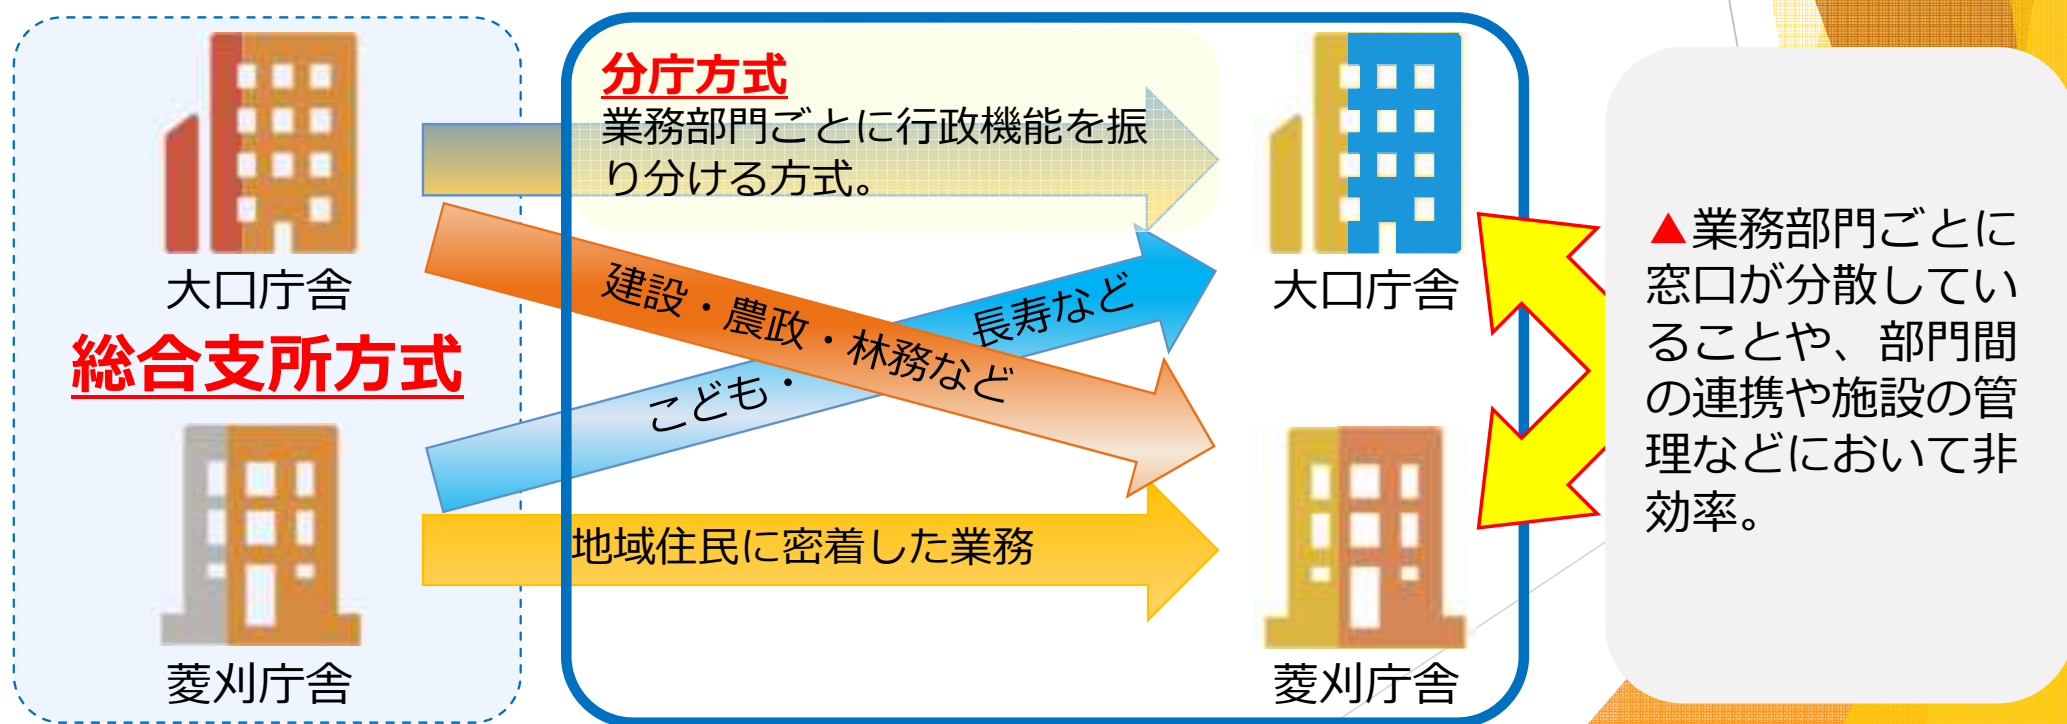 大口庁舎
総合支所方式
菱刈庁舎
分庁方式
業務部門ごとに行政機能を振
り分ける方式。
建設・農政・林務など
こども・
長寿など
地域住民に密着した業務
大口庁舎
菱刈庁舎
▲業務部門ごとに
窓口が分散してい
ることや、部門間
の連携や施設の管
理などにおいて非
効率。